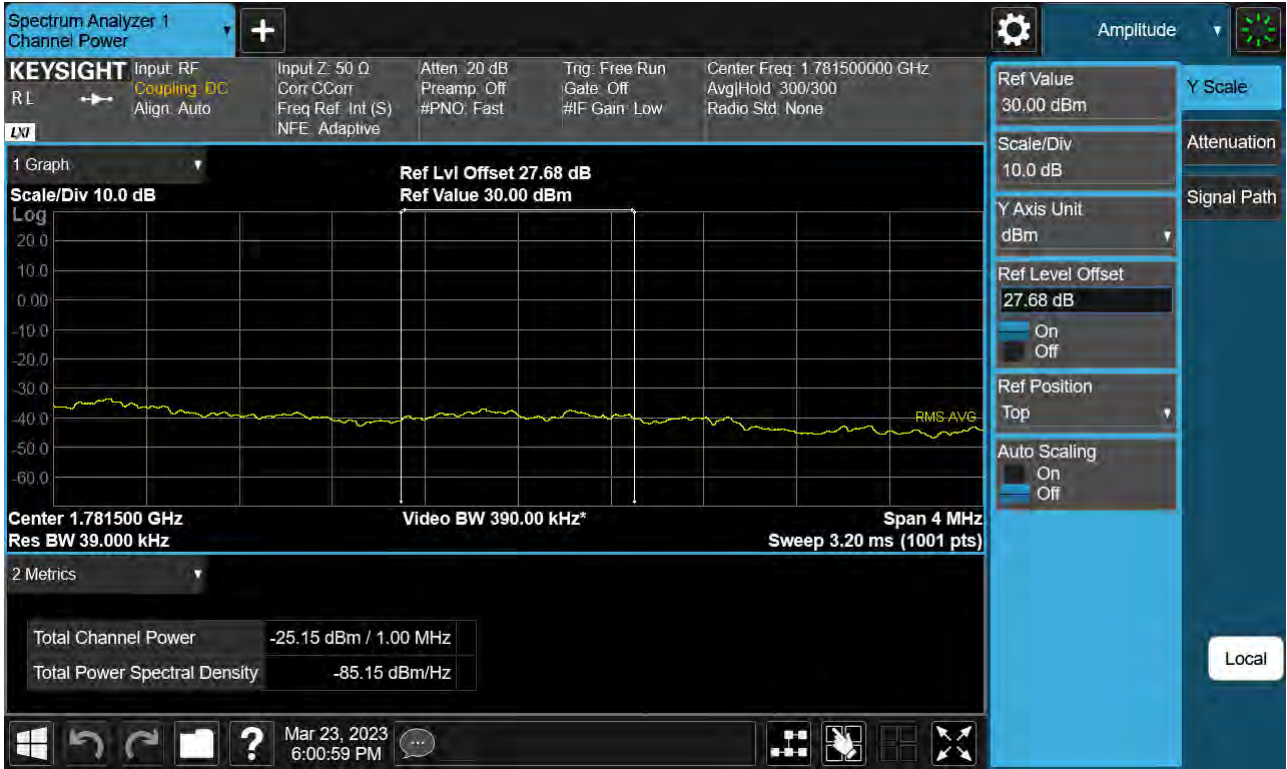 Spectrum Analyzer 1
Channel Power
+
Amplitude
KEYSIGHT
R L
LXI
Input: RF
Coupling: DC
Align: Auto
Input Z: 50 Ω
Corr CCorr
Freq Ref: Int (S)
NFE: Adaptive
Atten: 20 dB
Preamp: Off
#PNO: Fast
Trig: Free Run
Gate: Off
#IF Gain: Low
Center Freq: 1.781500000 GHz
Avg|Hold: 300/300
Radio Std: None
1 Graph
Scale/Div 10.0 dB
Ref Lvl Offset 27.68 dB
Ref Value 30.00 dBm
Log
20.0
10.0
0.00
-10.0
-20.0
-30.0
-40.0
-50.0
-60.0
RMS AVG
Center 1.781500 GHz
Video BW 390.00 kHz*
Span 4 MHz
Res BW 39.000 kHz
Sweep 3.20 ms (1001 pts)
2 Metrics
Total Channel Power -25.15 dBm / 1.00 MHz
Total Power Spectral Density -85.15 dBm/Hz
?
Mar 23, 2023
6:00:59 PM
Ref Value
30.00 dBm
Scale/Div
10.0 dB
Y Axis Unit
dBm
Ref Level Offset
27.68 dB
On
Off
Ref Position
Top
Auto Scaling
On
Off
Y Scale
Attenuation
Signal Path
Local